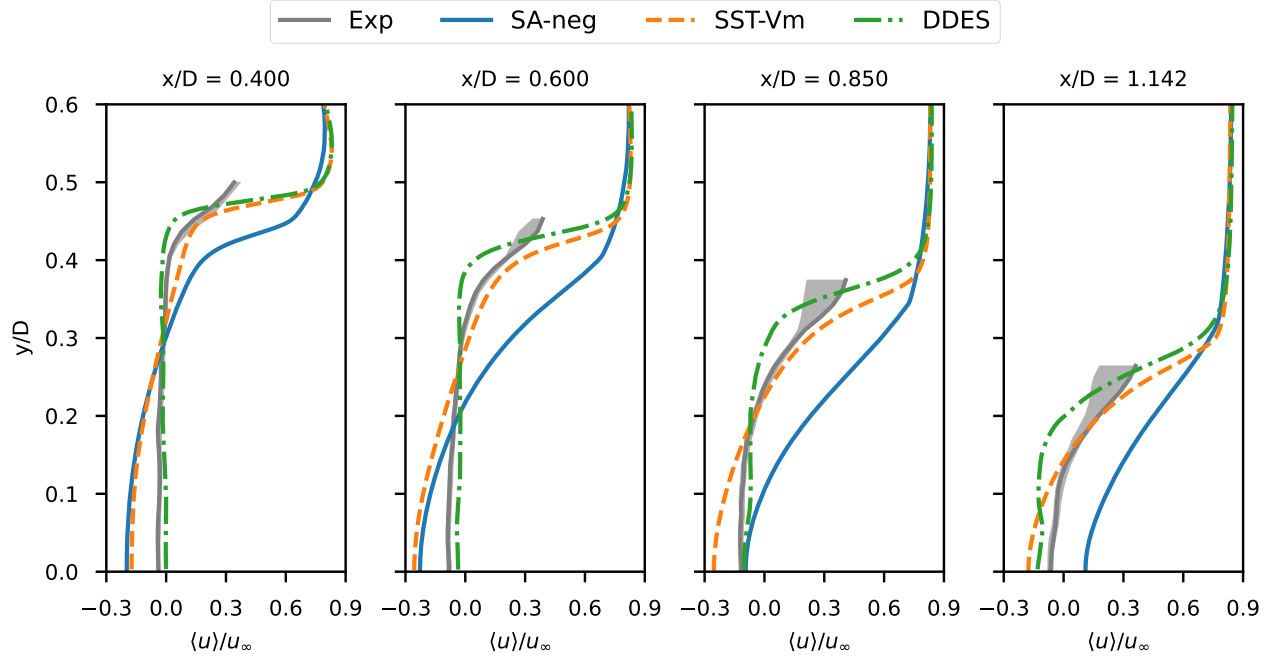 Exp SA-neg SST-Vm DDES
x/D = 0.400 x/D = 0.600 x/D = 0.850 x/D = 1.142
y/D
0.6
0.5
0.4
0.3
0.2
0.1
0.0
−0.3 0.0 0.3 0.6 0.9 −0.3 0.0 0.3 0.6 0.9 −0.3 0.0 0.3 0.6 0.9 −0.3 0.0 0.3 0.6 0.9
⟨u⟩/u∞ ⟨u⟩/u∞ ⟨u⟩/u∞ ⟨u⟩/u∞